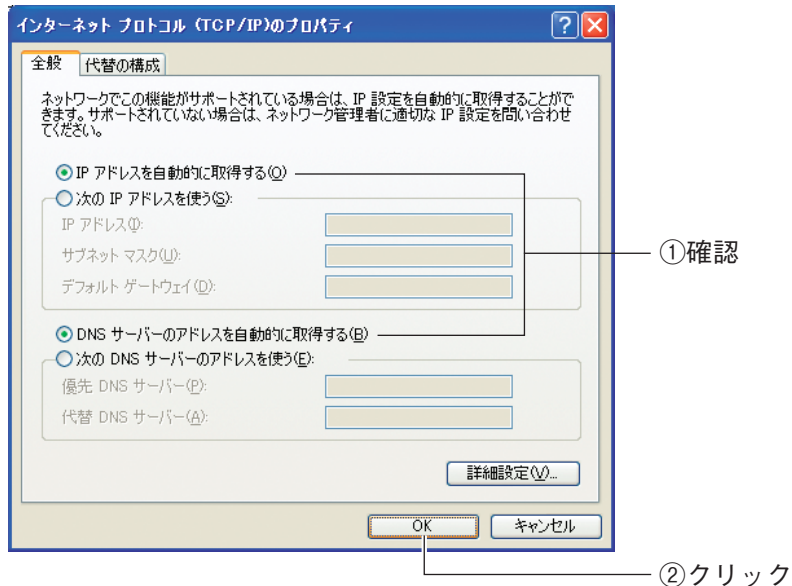 インターネット プロトコル (TCP/IP)のプロパティ
全般 代替の構成
ネットワークでこの機能がサポートされている場合は、IP 設定を自動的に取得することがで
きます。サポートされていない場合は、ネットワーク管理者に適切な IP 設定を問い合わせ
てください。
IP アドレスを自動的に取得する(O)
次の IP アドレスを使う(S):
IP アドレス(I):
サブネット マスク(U):
デフォルト ゲートウェイ(D):
①確認
DNS サーバーのアドレスを自動的に取得する(B)
次の DNS サーバーのアドレスを使う(E):
優先 DNS サーバー(P):
代替 DNS サーバー(A):
詳細設定(V)...
OK キャンセル
②クリック